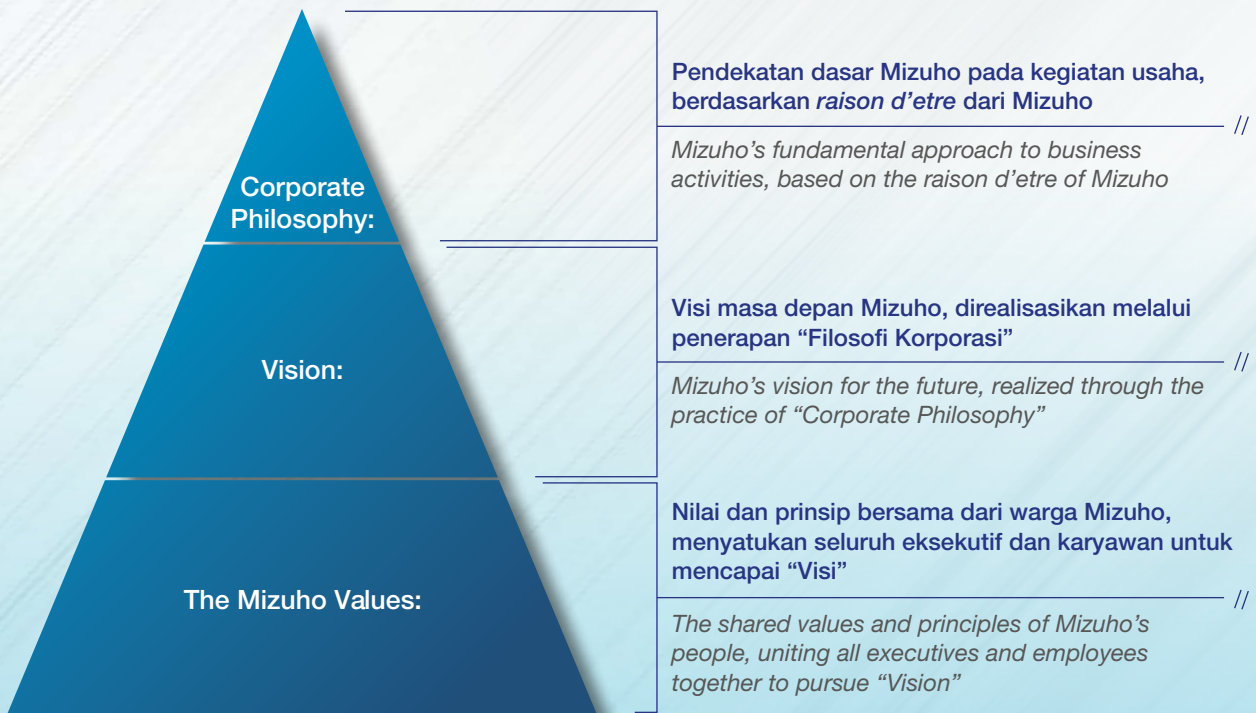 Corporate
Philosophy:
Pendekatan dasar Mizuho pada kegiatan usaha,
berdasarkan raison d’etre dari Mizuho
//
Mizuho’s fundamental approach to business
activities, based on the raison d’etre of Mizuho
Vision:
Visi masa depan Mizuho, direalisasikan melalui
penerapan “Filosofi Korporasi”
//
Mizuho’s vision for the future, realized through the
practice of “Corporate Philosophy”
The Mizuho Values:
Nilai dan prinsip bersama dari warga Mizuho,
menyatukan seluruh eksekutif dan karyawan untuk
mencapai “Visi”
//
The shared values and principles of Mizuho’s
people, uniting all executives and employees
together to pursue “Vision”